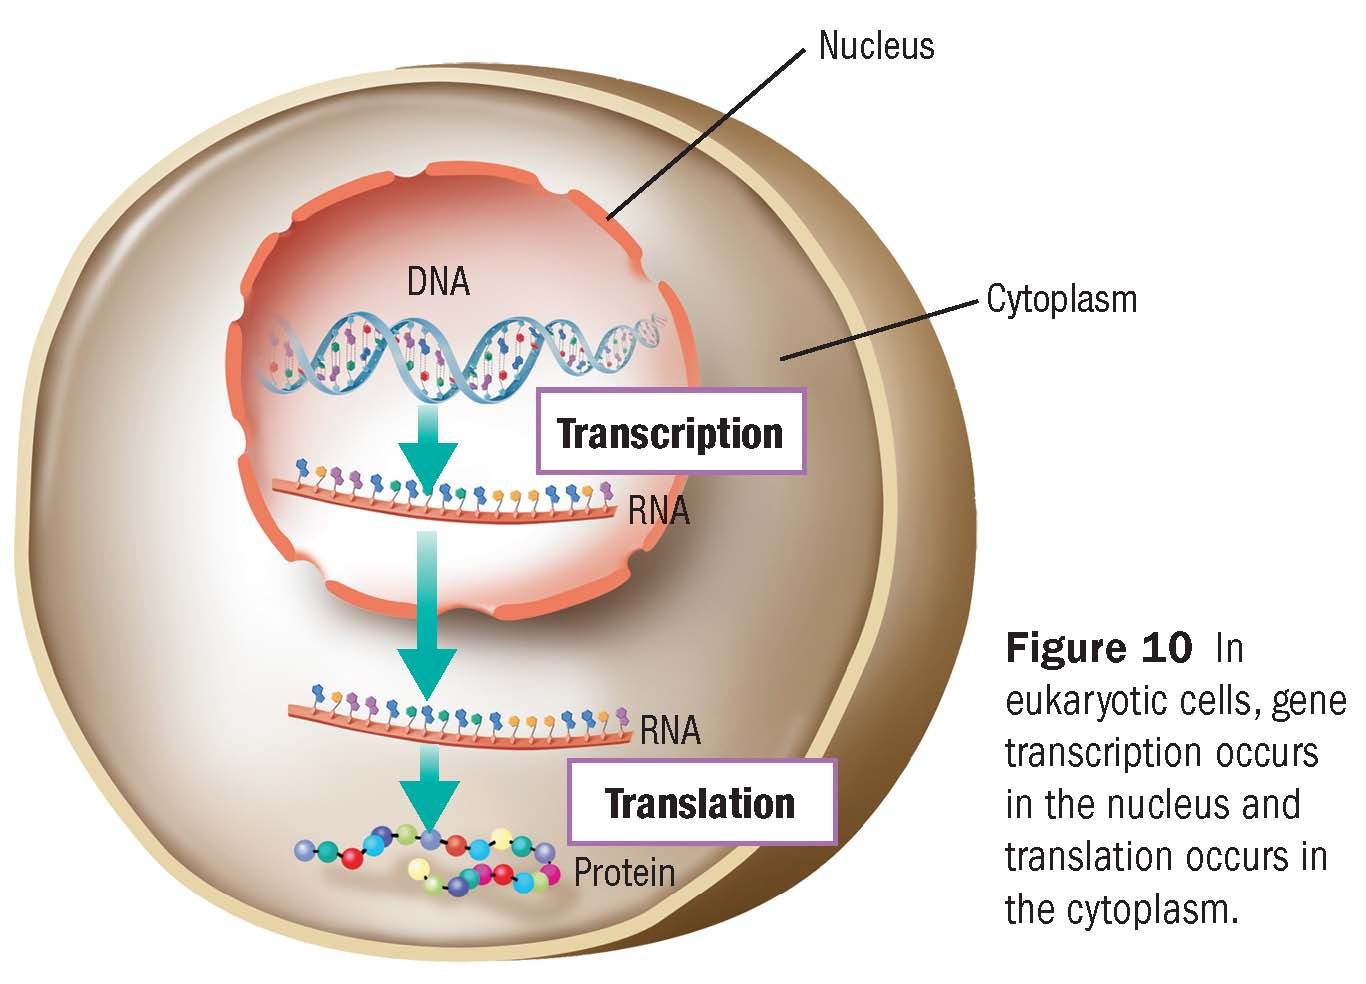 Nucleus
DNA
Cytoplasm
Transcription
RNA
RNA
Translation
Protein
Figure 10 In
eukaryotic cells, gene
transcription occurs
in the nucleus and
translation occurs in
the cytoplasm.